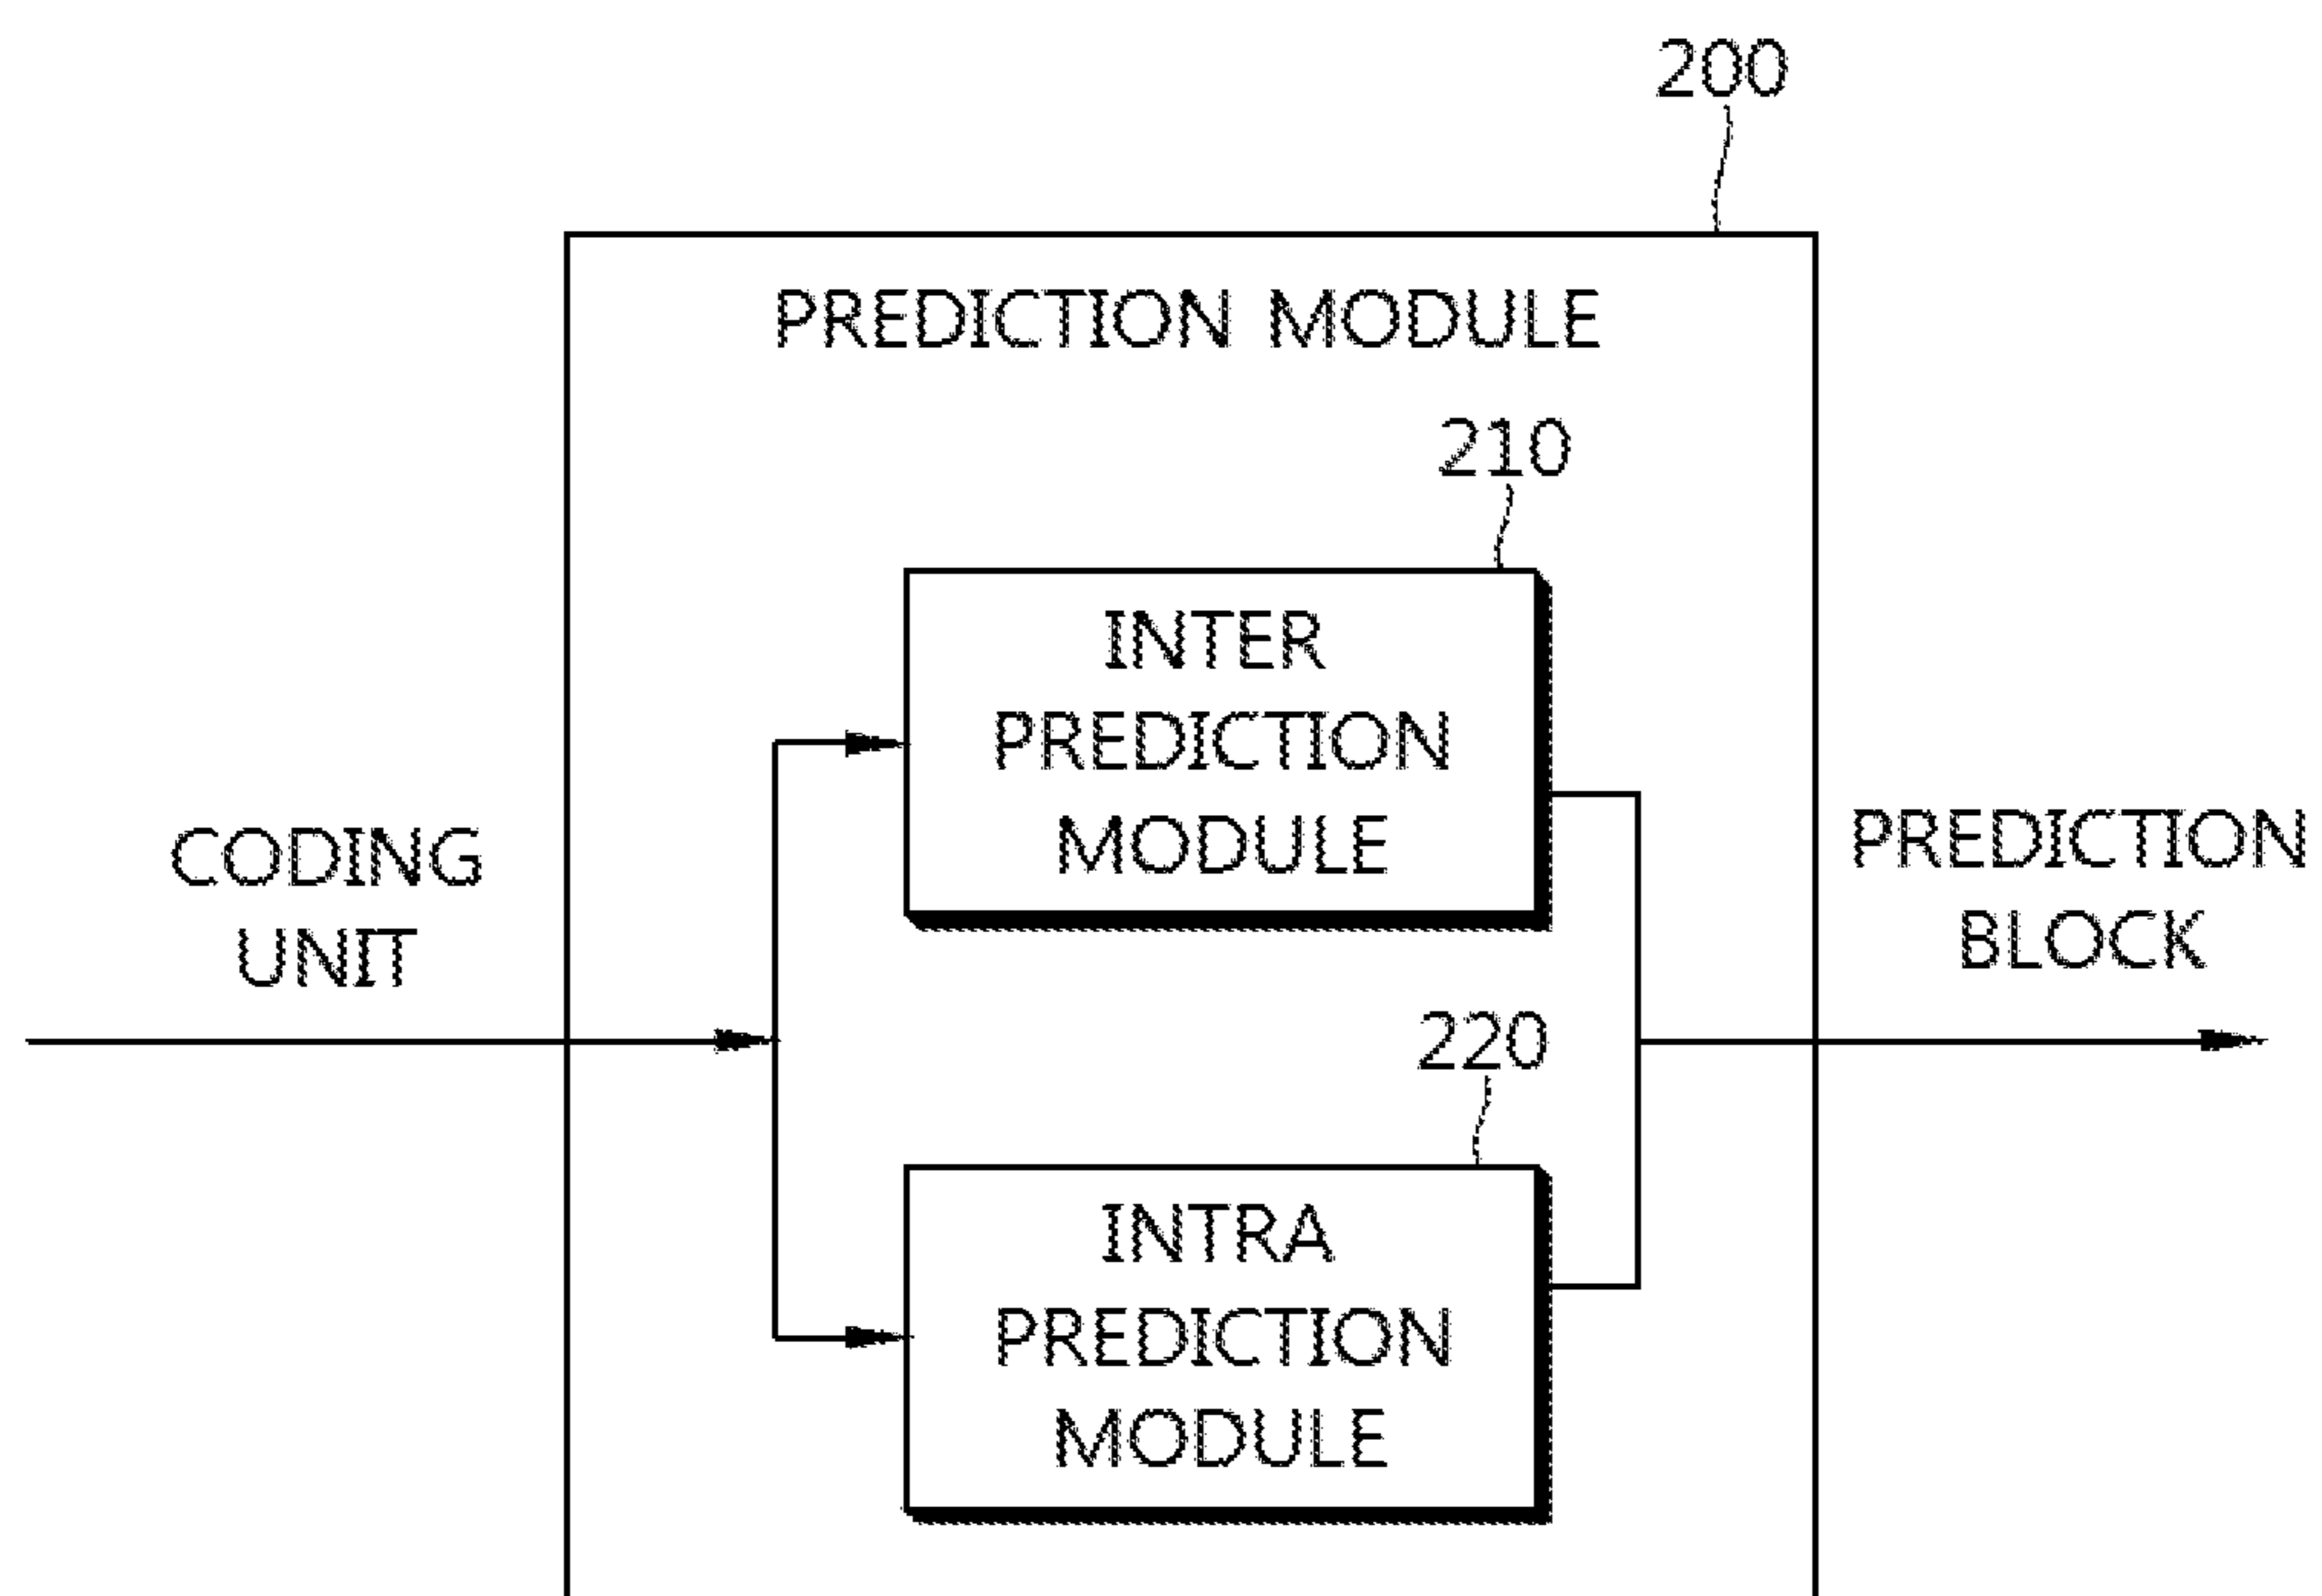 200
PREDICTION MODULE
210
INTER
PREDICTION
MODULE
CODING
UNIT
PREDICTION
BLOCK
220
INTRA
PREDICTION
MODULE